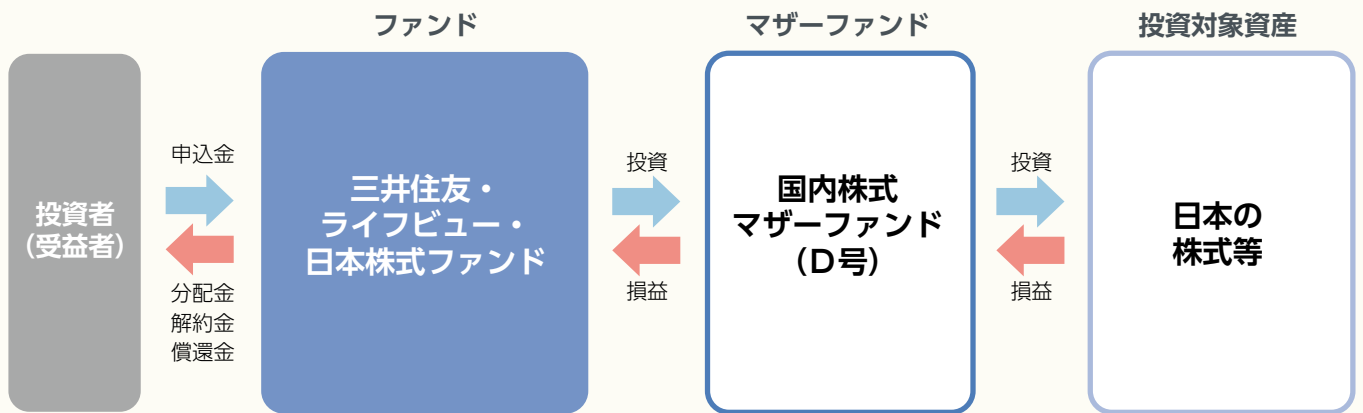 ファンド
マザーファンド
投資対象資産
投資者
（受益者）
申込金
分配金
解約金
償還金
三井住友・
ライフビュー・
日本株式ファンド
投資
損益
国内株式
マザーファンド
（D号）
投資
損益
日本の
株式等